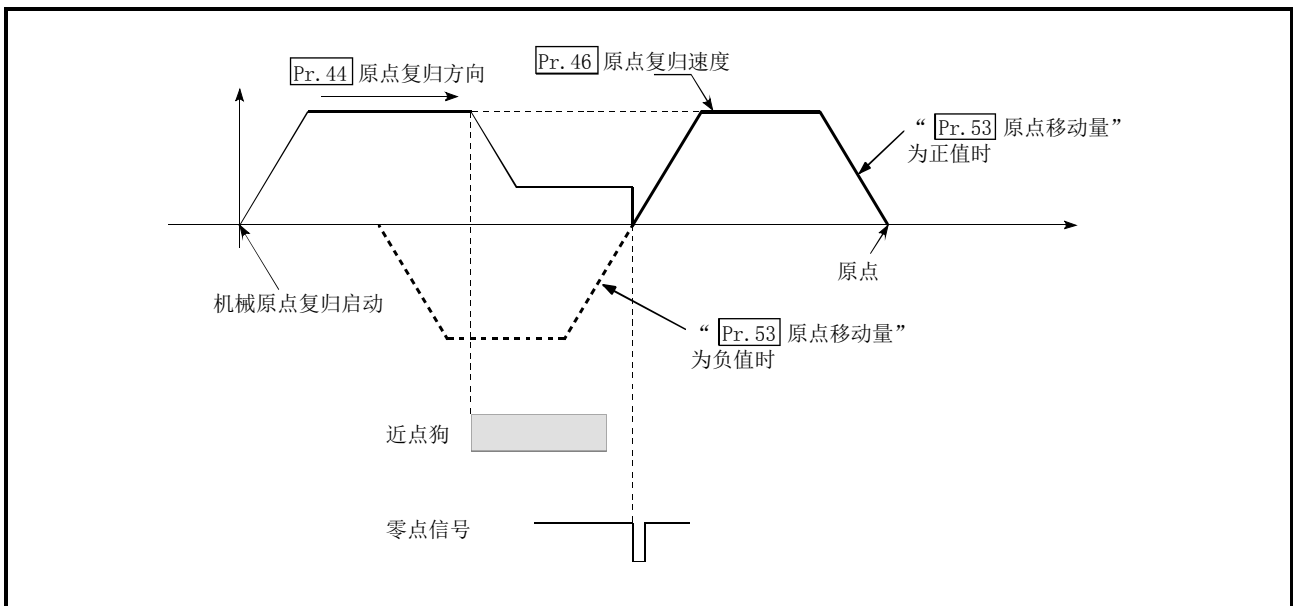 Pr.44 原点复归方向
Pr.46 原点复归速度
“ Pr.53 原点移动量”
为正值时
原点
机械原点复归启动
“ Pr.53 原点移动量”
为负值时
近点狗
零点信号